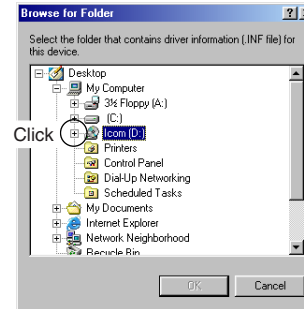 Browse for Folder
Select the folder that contains driver information (.INF file) for
this device.
Desktop
My Computer
3½ Floppy (A:)
(C:)
Click
Icom (D:)
Printers
Control Panel
Dial-Up Networking
Scheduled Tasks
My Documents
Internet Explorer
Network Neighborhood
Recycle Bin
OK
Cancel